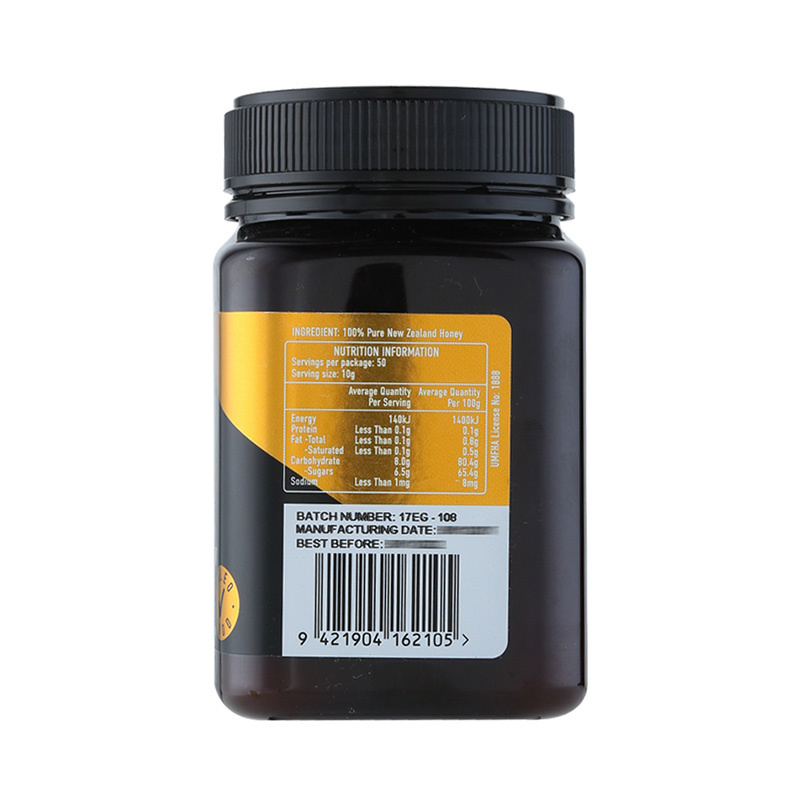 INGREDIENT: 100% Pure New Zealand Honey
NUTRITION INFORMATION
Servings per package: 50
Serving size: 10g
Average Quantity Per Serving Average Quantity Per 100g
Energy 140kJ 1400kJ
Protein Less Than 0.1g 0.1g
Fat -Total Less Than 0.1g 0.8g
-Saturated Less Than 0.1g 0.5g
Carbohydrate 8.0g 80.4g
-Sugars 6.5g 65.4g
Sodium Less Than 1mg 8mg
UMFHA License No. 1888
BATCH NUMBER: 17EG - 108
MANUFACTURING DATE:
BEST BEFORE:
9 421904 162105 >